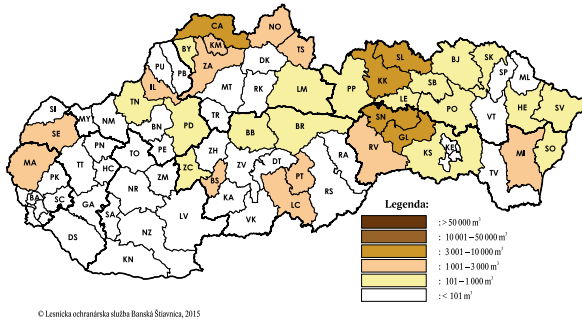 CA
NO
BY
KM
TS
PU
ZA
PB
DK
IL
MT
RK
LM
PP
SL
KK
SB
LE
BJ
SK
SP
ML
PO
VT
HE
SV
SI
MY
NM
TN
BN
PD
TR
BB
BR
SN
GL
RV
KS
KE
MI
SO
TV
SE
MA
PK
PN
TT
HC
TO
PE
ZC
ZH
ZV
DT
RA
ZM
BS
PT
BA
SC
GA
NR
SA
KA
LC
RS
VK
LV
DS
NZ
KN
Legenda:
: > 50 000 m³
: 10 001 – 50 000 m³
: 3 001 – 10 000 m³
: 1 001 – 3 000 m³
: 101 – 1 000 m³
: < 101 m³
© Lesnícka ochranárska služba Banská Štiavnica, 2015